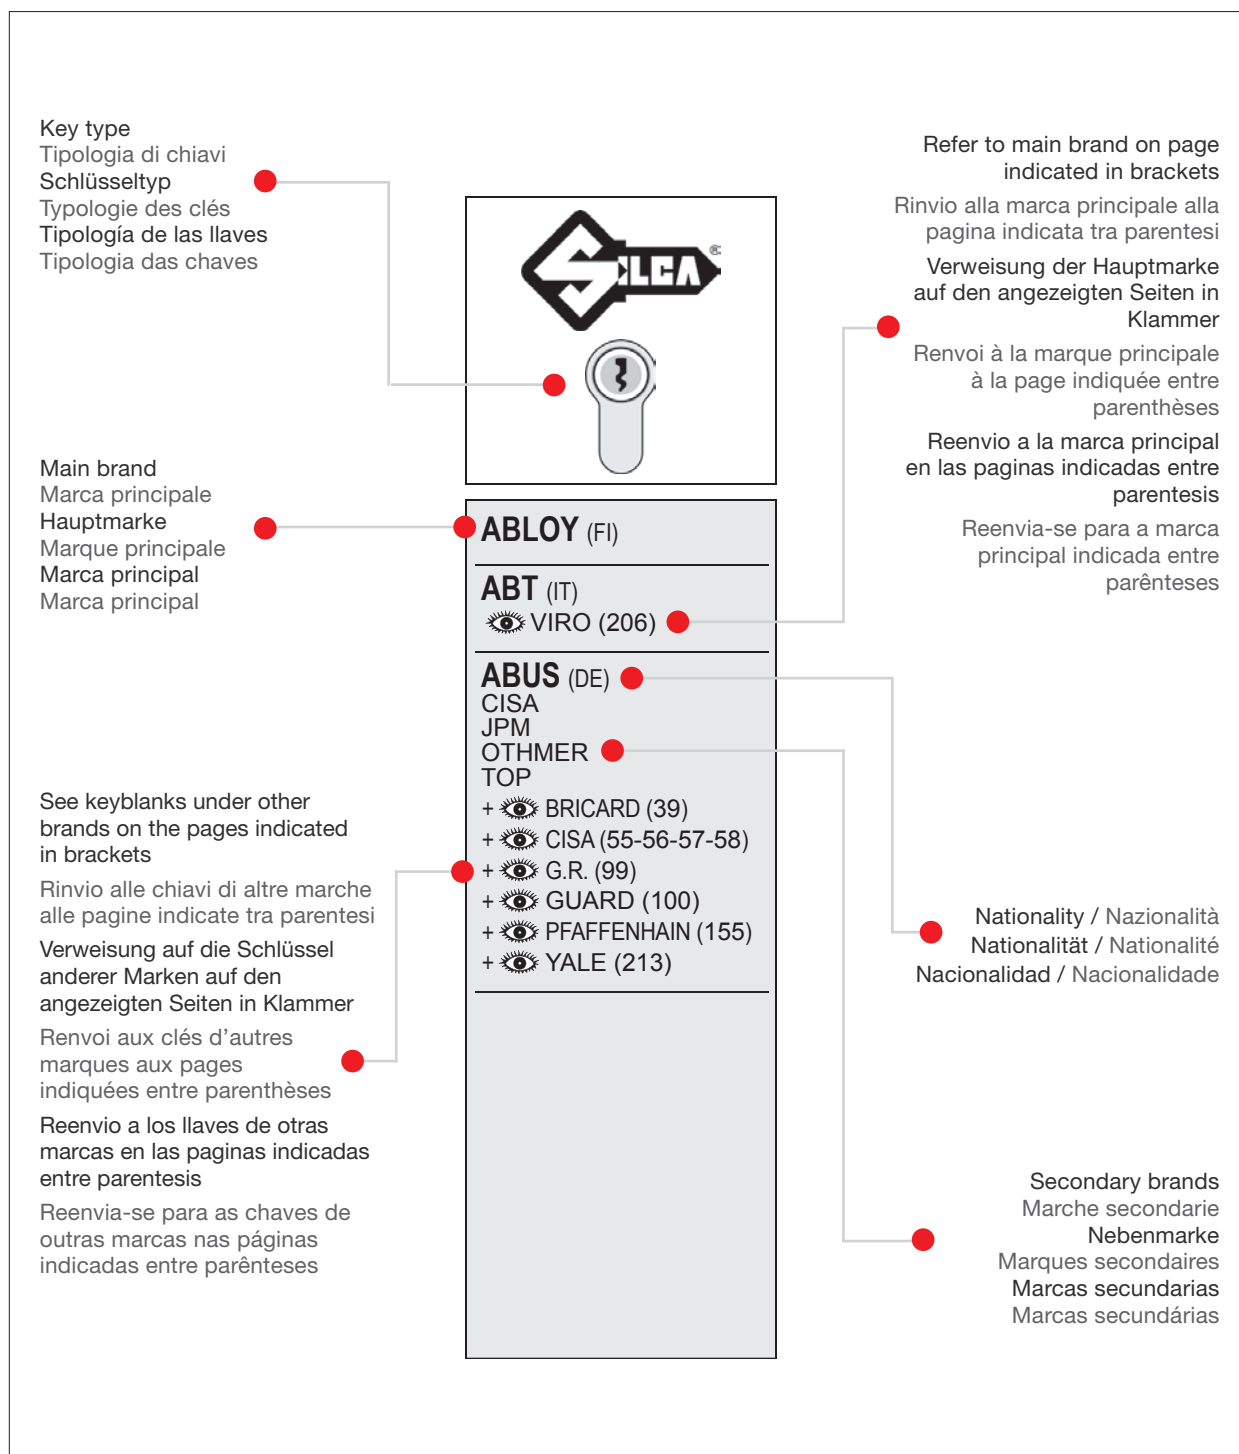 Key type
Tipologia di chiavi
Schlüsseltyp
Typologie des clés
Tipología de las llaves
Tipologia das chaves
Main brand
Marca principale
Hauptmarke
Marque principale
Marca principal
Marca principal
See keyblanks under other
brands on the pages indicated
in brackets
Rinvio alle chiavi di altre marche
alle pagine indicate tra parentesi
Verweisung auf die Schlüssel
anderer Marken auf den
angezeigten Seiten in Klammer
Renvoi aux clés d’autres
marques aux pages
indiquées entre parenthèses
Reenvio a los llaves de otras
marcas en las paginas indicadas
entre parentesis
Reenvia-se para as chaves de
outras marcas nas páginas
indicadas entre parênteses
SILCA®
ABLOY (FI)
ABT (IT)
VIRO (206)
ABUS (DE)
CISA
JPM
OTHMER
TOP
+ BRICARD (39)
+ CISA (55-56-57-58)
+ G.R. (99)
+ GUARD (100)
+ PFAFFENHAIN (155)
+ YALE (213)
Refer to main brand on page
indicated in brackets
Rinvio alla marca principale alla
pagina indicata tra parentesi
Verweisung der Hauptmarke
auf den angezeigten Seiten in
Klammer
Renvoi à la marque principale
à la page indiquée entre
parenthèses
Reenvio a la marca principal
en las paginas indicadas entre
parentesis
Reenvia-se para a marca
principal indicada entre
parênteses
Nationality / Nazionalità
Nationalität / Nationalité
Nacionalidad / Nacionalidade
Secondary brands
Marche secondarie
Nebenmarke
Marques secondaires
Marcas secundarias
Marcas secundárias